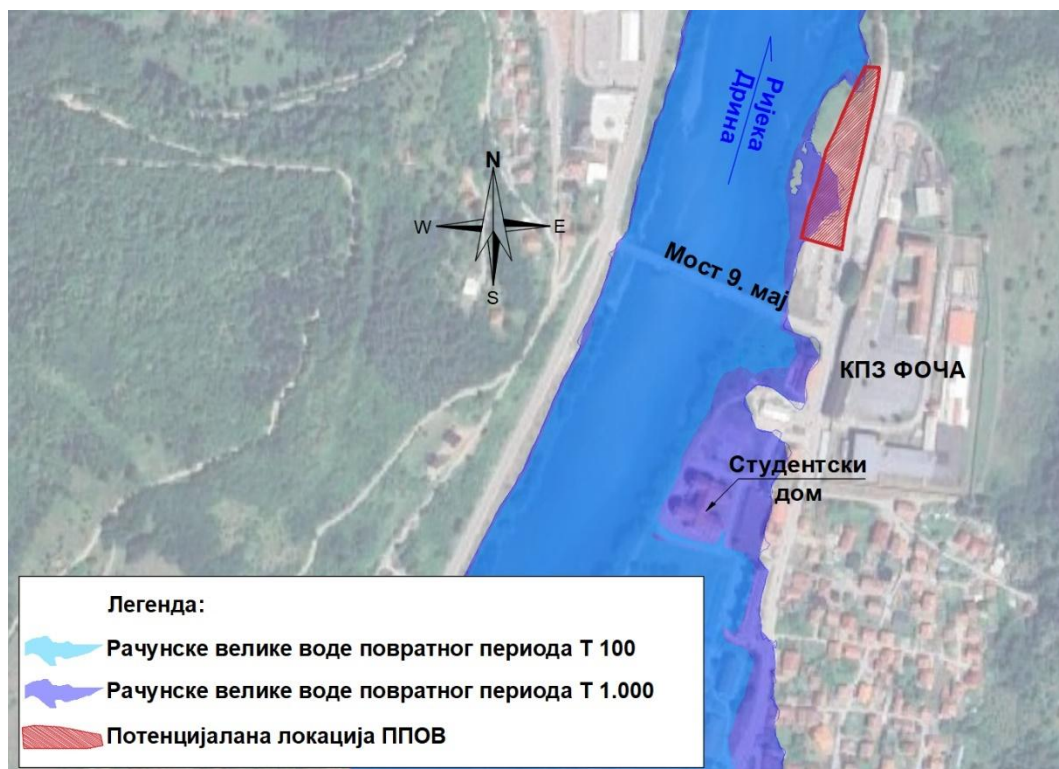 Ријека
Дрина
N
W
E
S
Мост 9. мај
КПЗ ФОЧА
Студентски
дом
Легенда:
Рачунске велике воде повратног периода Т 100
Рачунске велике воде повратног периода Т 1.000
Потенцијалана локација ППОВ